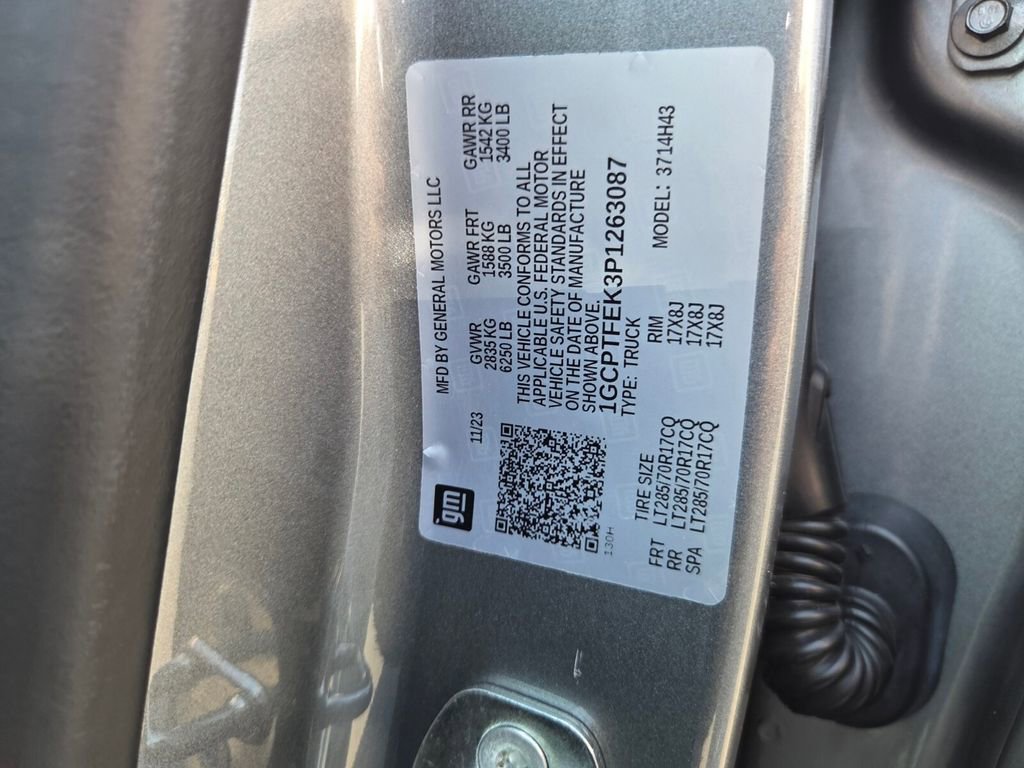 gm
MFD BY GENERAL MOTORS LLC
11/23
GVWR GAWR FRT GAWR RR
2835 KG 1588 KG 1542 KG
6250 LB 3500 LB 3400 LB
THIS VEHICLE CONFORMS TO ALL
APPLICABLE U.S. FEDERAL MOTOR
VEHICLE SAFETY STANDARDS IN EFFECT
ON THE DATE OF MANUFACTURE
SHOWN ABOVE.
1GCPTFEK3P1263087
130H
TYPE: TRUCK
MODEL: 3714H43
TIRE SIZE RIM
FRT LT285/70R17CQ 17X8J
RR LT285/70R17CQ 17X8J
SPA LT285/70R17CQ 17X8J